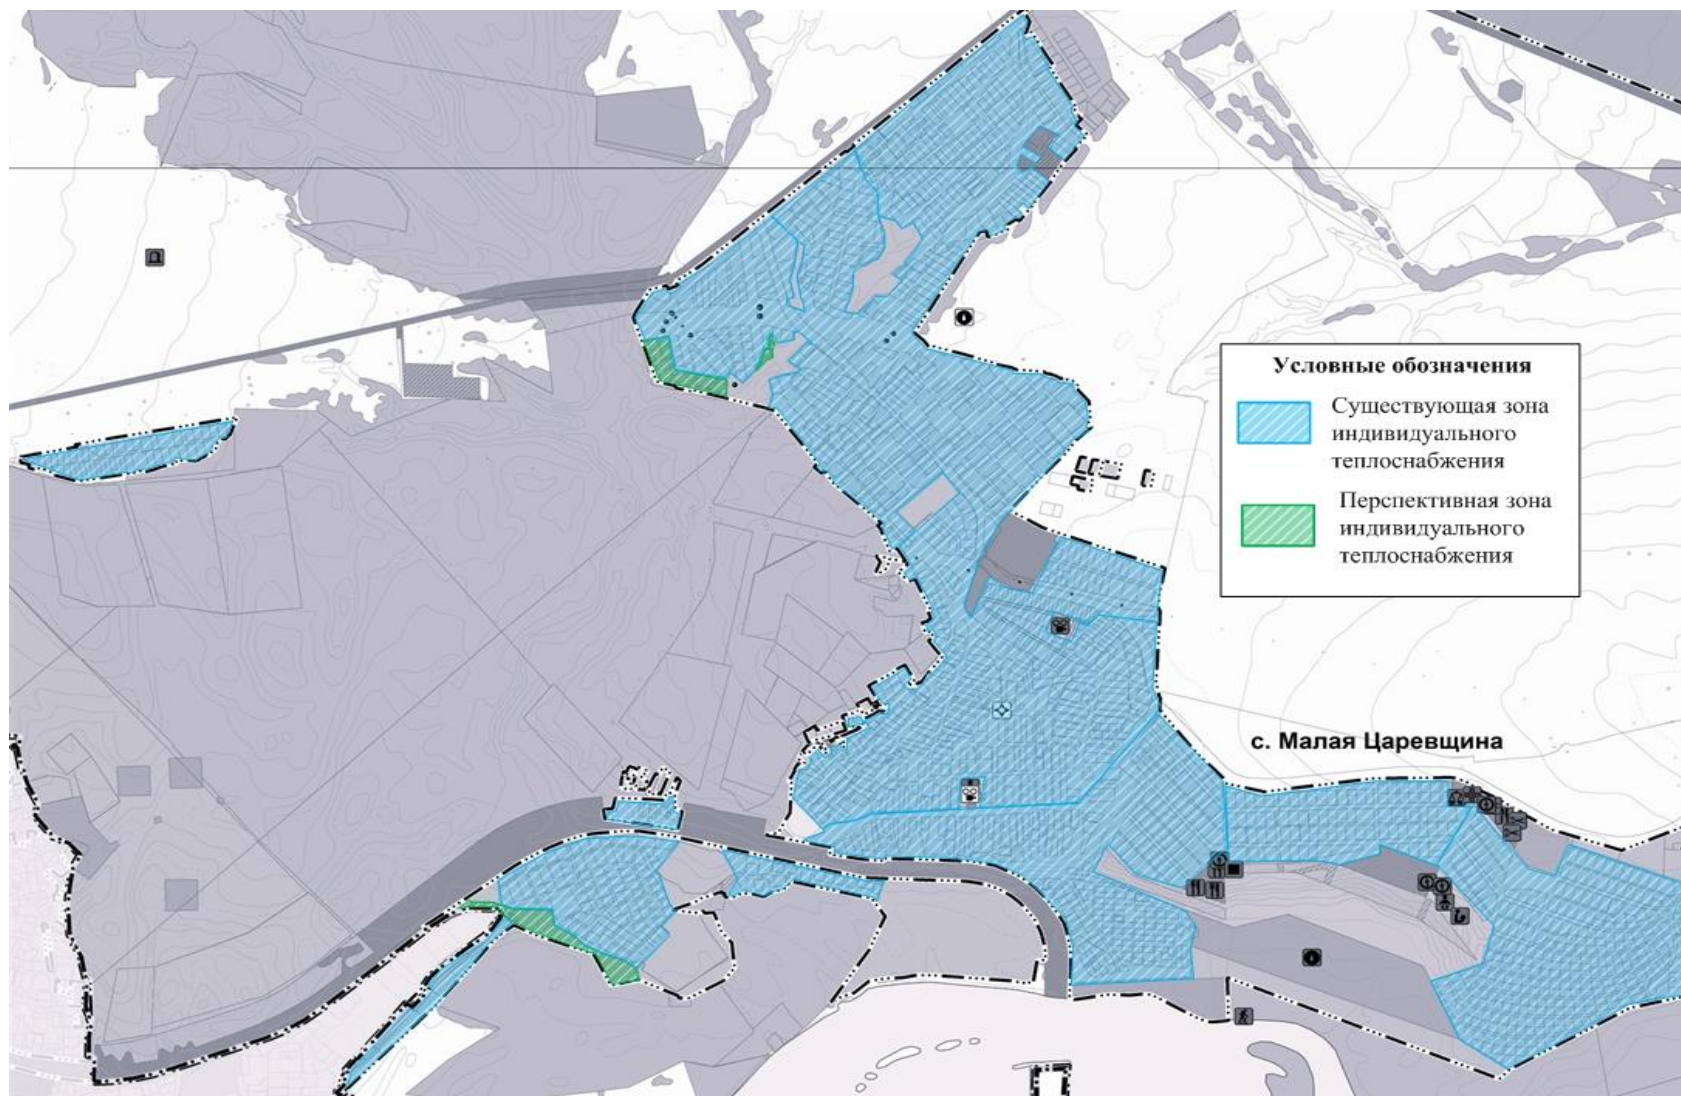 Условные обозначения
Существующая зона
индивидуального
теплоснабжения
Перспективная зона
индивидуального
теплоснабжения
с. Малая Царевщина